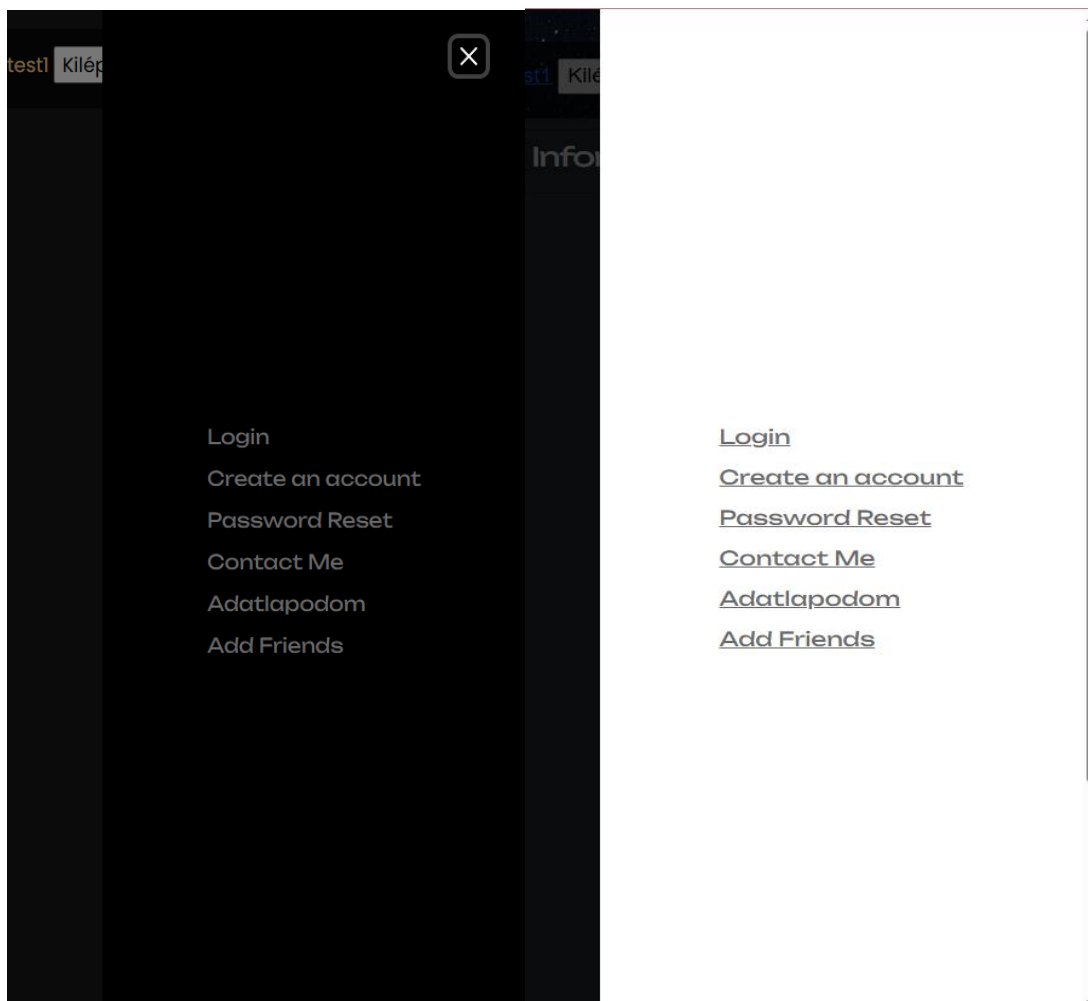 test1 Kilép
Login
Create an account
Password Reset
Contact Me
Adatlapodom
Add Friends
st1 Kilé
Infor
Login
Create an account
Password Reset
Contact Me
Adatlapodom
Add Friends